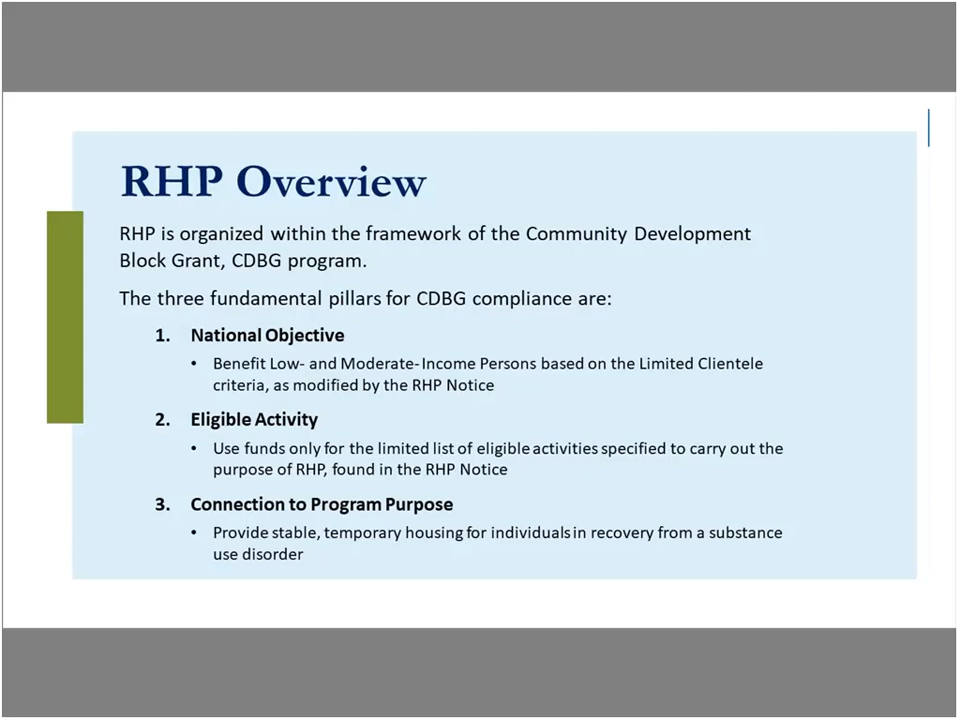 RHP Overview
RHP is organized within the framework of the Community Development
Block Grant, CDBG program.
The three fundamental pillars for CDBG compliance are:
1. National Objective
• Benefit Low- and Moderate-Income Persons based on the Limited Clientele
criteria, as modified by the RHP Notice
2. Eligible Activity
• Use funds only for the limited list of eligible activities specified to carry out the
purpose of RHP, found in the RHP Notice
3. Connection to Program Purpose
• Provide stable, temporary housing for individuals in recovery from a substance
use disorder